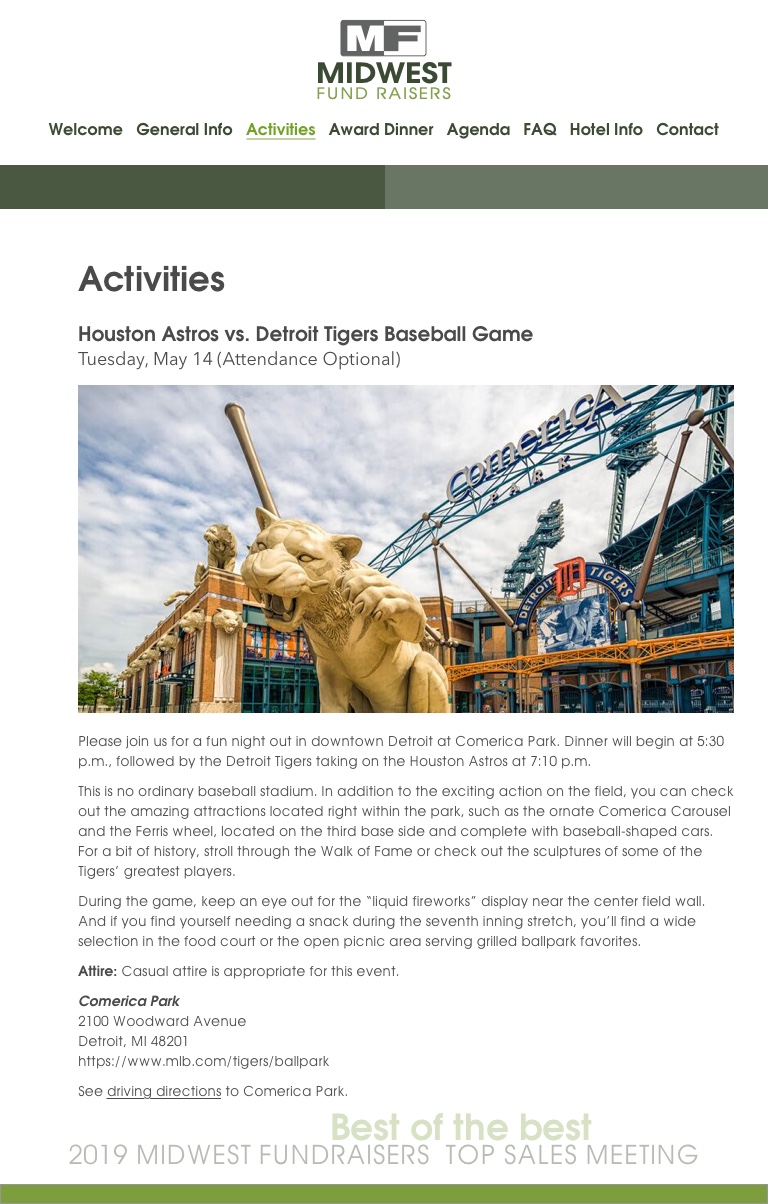 MF
MIDWEST
FUND RAISERS
Welcome General Info Activities Award Dinner Agenda FAQ Hotel Info Contact
Activities
Houston Astros vs. Detroit Tigers Baseball Game
Tuesday, May 14 (Attendance Optional)
comericA
PARK
DETROIT D TIGERS
Please join us for a fun night out in downtown Detroit at Comerica Park. Dinner will begin at 5:30
p.m., followed by the Detroit Tigers taking on the Houston Astros at 7:10 p.m.
This is no ordinary baseball stadium. In addition to the exciting action on the field, you can check
out the amazing attractions located right within the park, such as the ornate Comerica Carousel
and the Ferris wheel, located on the third base side and complete with baseball-shaped cars.
For a bit of history, stroll through the Walk of Fame or check out the sculptures of some of the
Tigers’ greatest players.
During the game, keep an eye out for the “liquid fireworks” display near the center field wall.
And if you find yourself needing a snack during the seventh inning stretch, you’ll find a wide
selection in the food court or the open picnic area serving grilled ballpark favorites.
Attire: Casual attire is appropriate for this event.
Comerica Park
2100 Woodward Avenue
Detroit, MI 48201
https://www.mlb.com/tigers/ballpark
See driving directions to Comerica Park.
Best of the best
2019 MIDWEST FUNDRAISERS TOP SALES MEETING